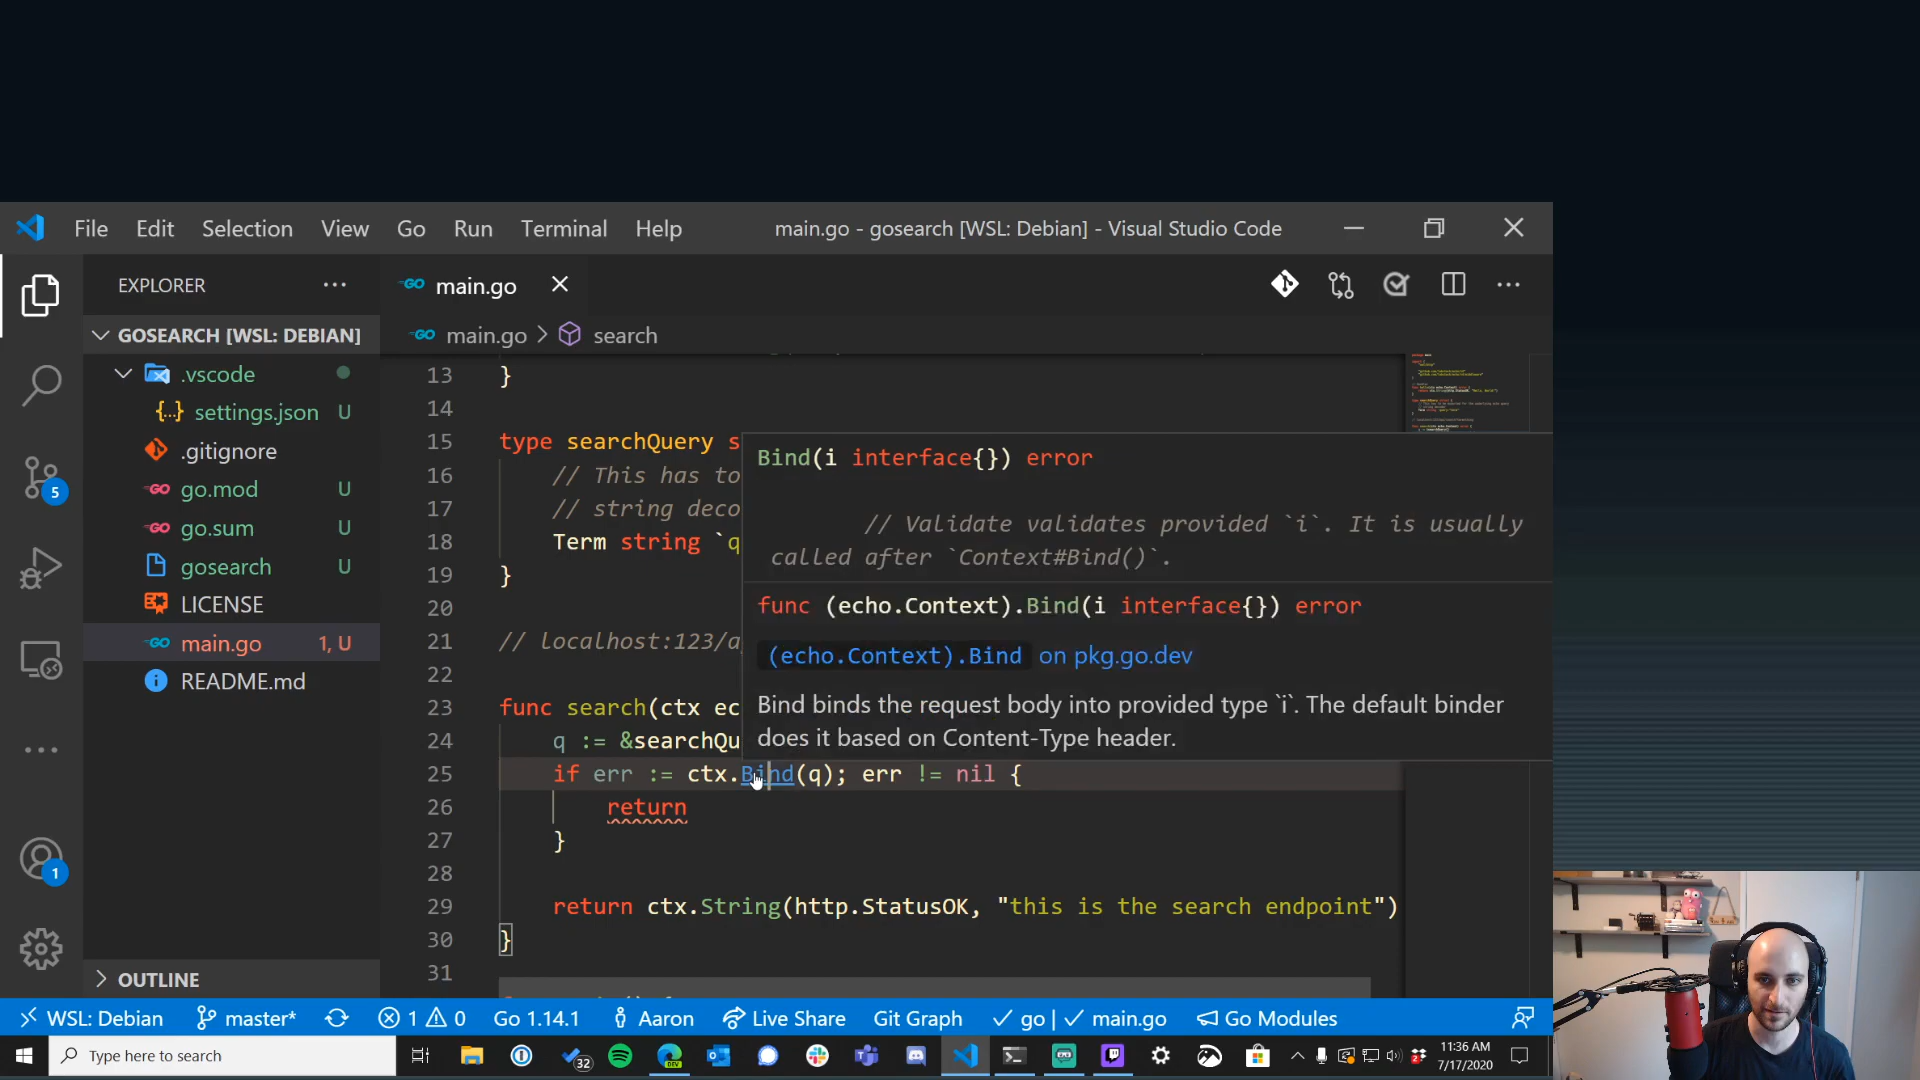 File Edit Selection View Go Run Terminal Help main.go - gosearch [WSL: Debian] - Visual Studio Code
EXPLORER
main.go
GOSEARCH [WSL: DEBIAN]
main.go > search
.vscode
settings.json U
.gitignore
go.mod U
go.sum U
gosearch U
LICENSE
main.go 1, U
README.md
OUTLINE
5
1
13 }
14
15 type searchQuery s
16 // This has to
17 // string deco
18 Term string `q
19 }
20
21 // localhost:123/a
22
23 func search(ctx ec
24 q := &searchQu
25 if err := ctx.Bind(q); err != nil {
26 return
27 }
28
29 return ctx.String(http.StatusOK, "this is the search endpoint")
30 }
31
Bind(i interface{}) error
// Validate validates provided `i`. It is usually
called after `Context#Bind()`.
func (echo.Context).Bind(i interface{}) error
(echo.Context).Bind on pkg.go.dev
Bind binds the request body into provided type `i`. The default binder
does it based on Content-Type header.
WSL: Debian master* 1 0 Go 1.14.1 Aaron Live Share Git Graph go | main.go Go Modules
Type here to search
32
DEV
11:36 AM
7/17/2020